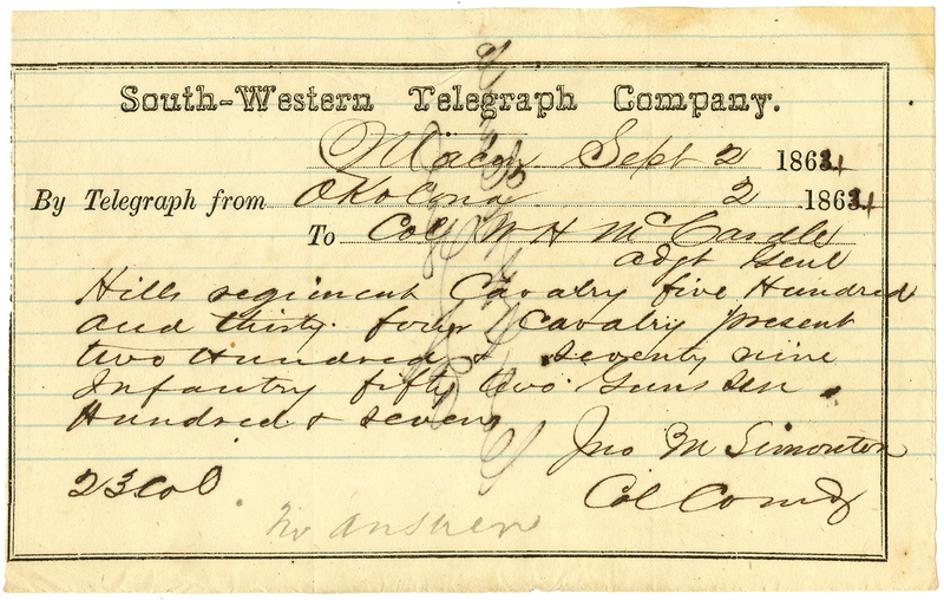 South-Western Telegraph Company.
Macon Sept 2 1864
By Telegraph from Okolona 2 1864
To Col W H McCardle
adgt Genl
Hills regiment Cavalry five Hundred
and thirty four Cavalry present
two Hundred & seventy nine
Infantry fifty two Guns
Hundred & seven
Jno M Simonton
Col Comdg
23 Col
No answer